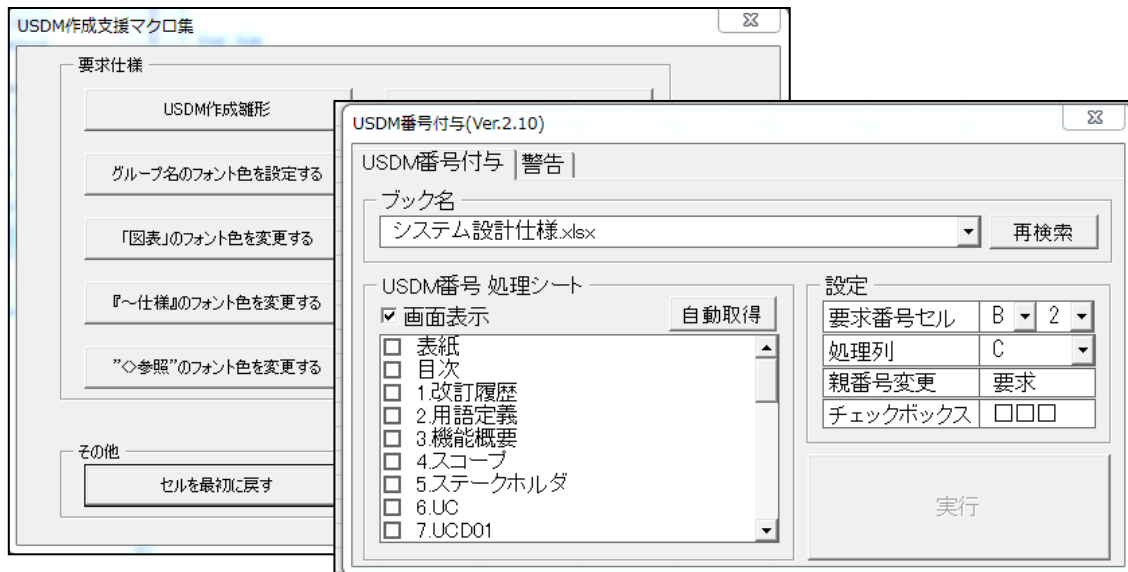 USDM作成支援マクロ集
要求仕様
USDM作成雛形
グループ名のフォント色を設定する
「図表」のフォント色を変更する
『～仕様』のフォント色を変更する
"◇参照"のフォント色を変更する
その他
セルを最初に戻す
USDM番号付与(Ver.2.10)
USDM番号付与
警告
ブック名
システム設計仕様.xlsx
再検索
USDM番号 処理シート
画面表示
自動取得
表紙
目次
1.改訂履歴
2.用語定義
3.機能概要
4.スコープ
5.ステークホルダ
6.UC
7.UCD01
設定
要求番号セル B 2
処理列 C
親番号変更 要求
チェックボックス □□□
実行